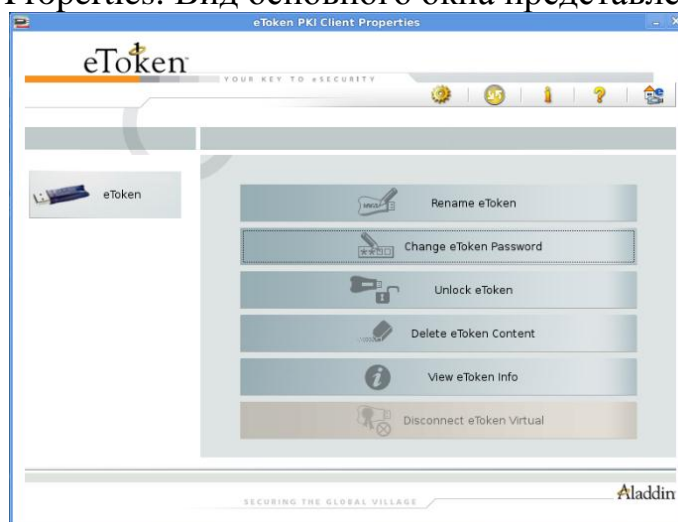 Properties. Вид основного окна представле
eToken PKI Client Properties
eToken
YOUR KEY TO eSECURITY
eToken
Rename eToken
Change eToken Password
Unlock eToken
Delete eToken Content
View eToken Info
Disconnect eToken Virtual
SECURING THE GLOBAL VILLAGE
Aladdin